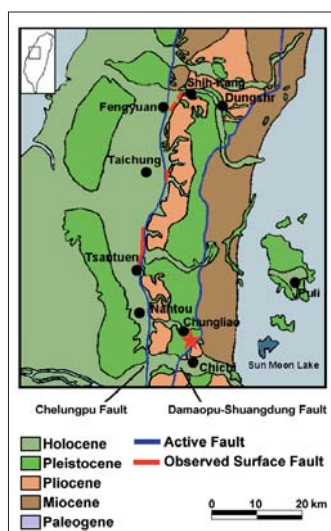 Shih-Kang
Fengyuan
Dungshr
Taichung
Tsantuen
Puli
Nantou
Chungliao
Sun Moon Lake
Chichi
Chelungpu Fault
Damaopu-Shuangdung Fault
Holocene
Active Fault
Pleistocene
Observed Surface Fault
Pliocene
Miocene
Paleogene
0 10 20 km